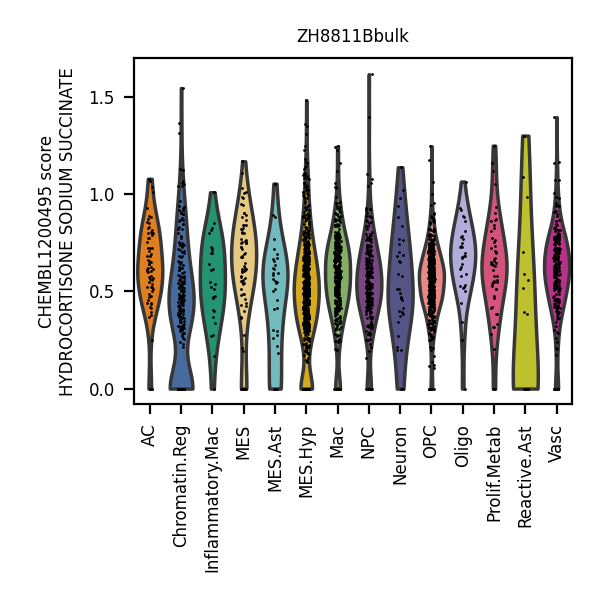 ZH8811Bbulk
CHEMBL1200495 score
HYDROCORTISONE SODIUM SUCCINATE
1.5
1.0
0.5
0.0
AC
Chromatin.Reg
Inflammatory.Mac
MES
MES.Ast
MES.Hyp
Mac
NPC
Neuron
OPC
Oligo
Prolif.Metab
Reactive.Ast
Vasc